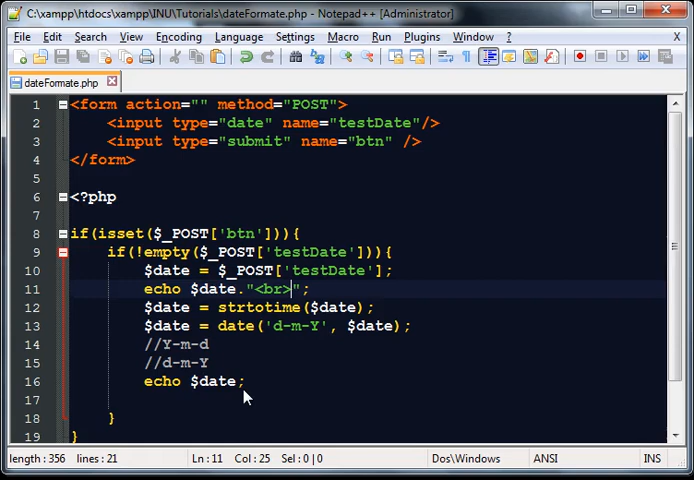 C:\xampp\htdocs\xampp\INU\Tutorials\dateFormate.php - Notepad++ [Administrator]
File Edit Search View Encoding Language Settings Macro Run Plugins Window ? X
dateFormate.php
1 <form action="" method="POST">
2 <input type="date" name="testDate"/>
3 <input type="submit" name="btn" />
4 </form>
5
6 <?php
7
8 if(isset($_POST['btn'])){
9 if(!empty($_POST['testDate'])){
10 $date = $_POST['testDate'];
11 echo $date."<br>";
12 $date = strtotime($date);
13 $date = date('d-m-Y', $date);
14 //Y-m-d
15 //d-m-Y
16 echo $date;
17
18 }
19 }
length : 356 lines : 21 Ln : 11 Col : 25 Sel : 0 | 0 Dos\Windows ANSI INS